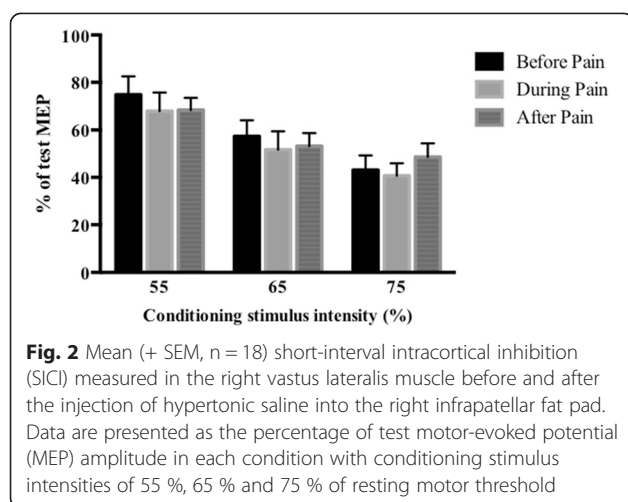 100
80
60
40
20
0
% of test MEP
Before Pain
During Pain
After Pain
55 65 75
Conditioning stimulus intensity (%)
Fig. 2 Mean (+ SEM, n = 18) short-interval intracortical inhibition
(SICI) measured in the right vastus lateralis muscle before and after
the injection of hypertonic saline into the right infrapatellar fat pad.
Data are presented as the percentage of test motor-evoked potential
(MEP) amplitude in each condition with conditioning stimulus
intensities of 55 %, 65 % and 75 % of resting motor threshold